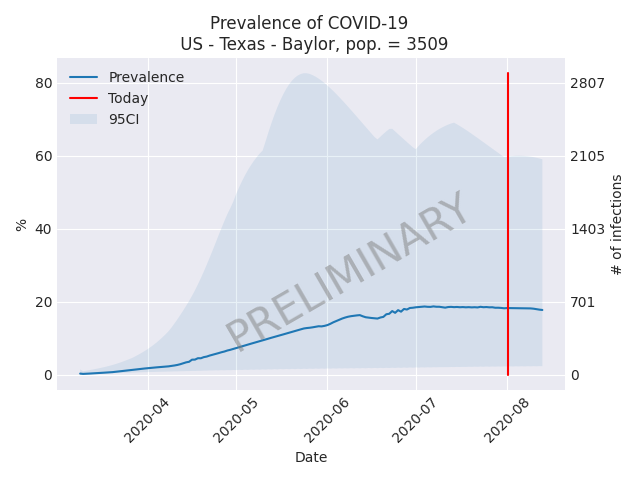 Prevalence of COVID-19
US - Texas - Baylor, pop. = 3509
Prevalence
Today
95CI
80
60
40
20
0
%
2807
2105
1403
701
0
# of infections
PRELIMINARY
2020-04
2020-05
2020-06
2020-07
2020-08
Date